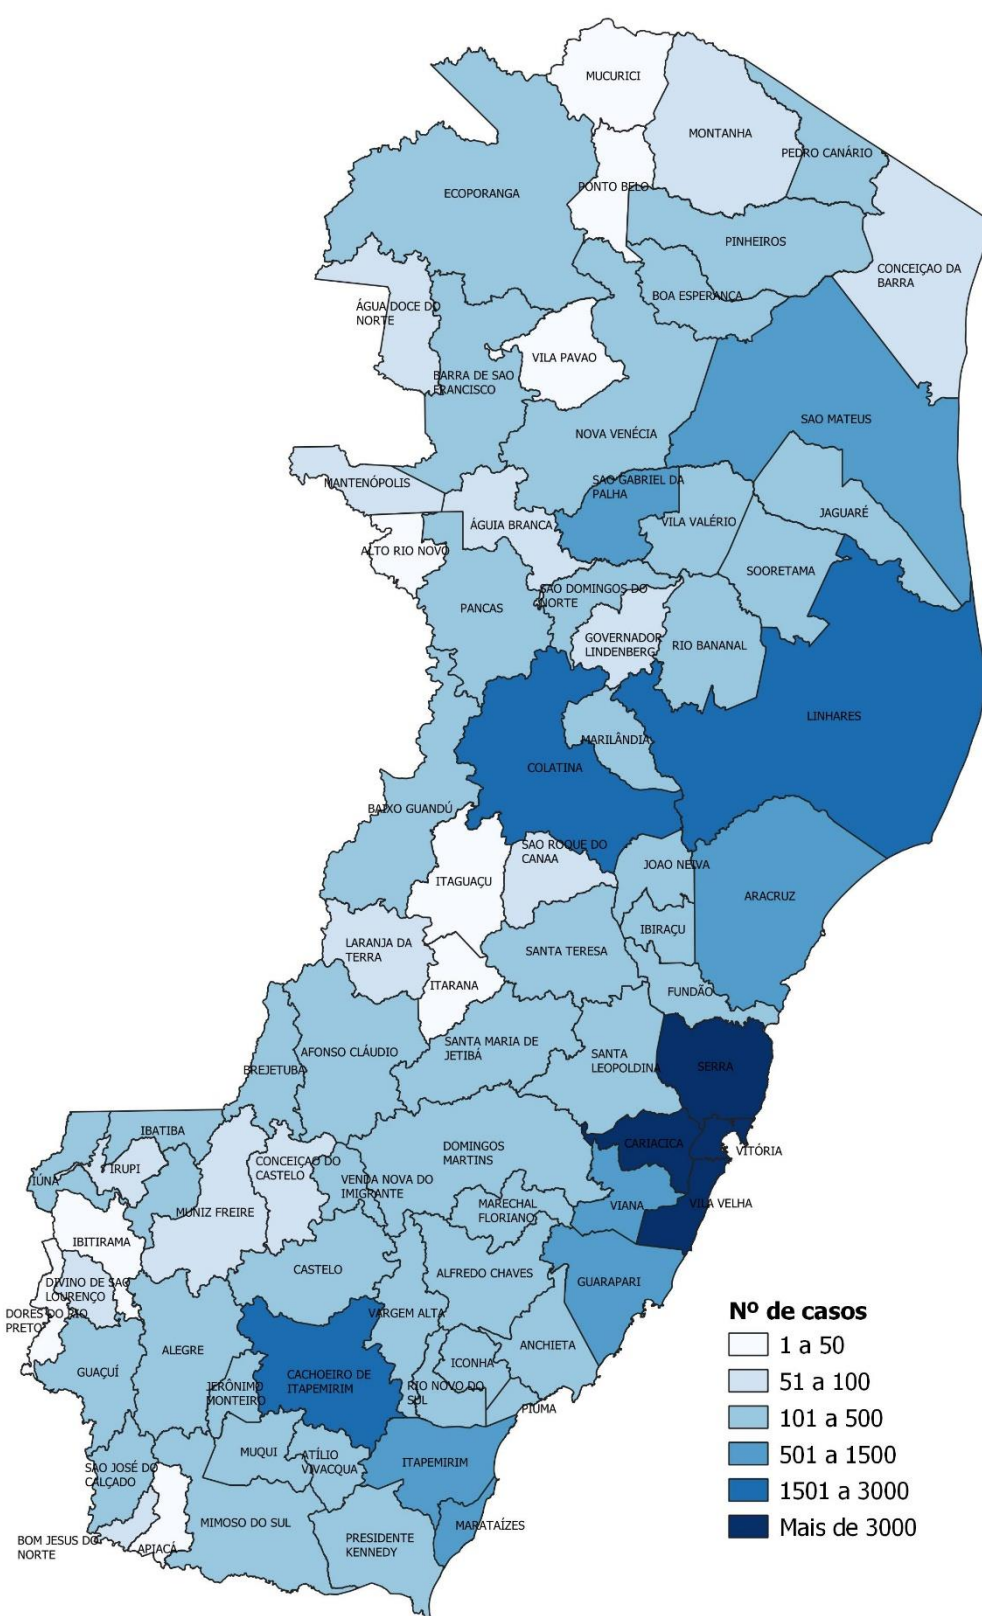 MUCURICI
MONTANHA
PEDRO CANÁRIO
PONTO BELO
ECOPORANGA
PINHEIROS
CONCEIÇAO DA
BARRA
BOA ESPERANÇA
ÁGUA DOCE DO
NORTE
VILA PAVAO
BARRA DE SAO
FRANCISCO
SAO MATEUS
NOVA VENÉCIA
MANTENÓPOLIS
SAO GABRIEL DA
PALHA
JAGUARÉ
ÁGUIA BRANCA
VILA VALÉRIO
ALTO RIO NOVO
SOORETAMA
SAO DOMINGOS DO
NORTE
PANCAS
GOVERNADOR
LINDENBERG
RIO BANANAL
LINHARES
MARILÂNDIA
COLATINA
BAIXO GUANDÚ
SAO ROQUE DO
CANAA
JOAO NEIVA
ITAGUAÇU
ARACRUZ
IBIRAÇU
LARANJA DA
TERRA
SANTA TERESA
ITARANA
FUNDÃO
SANTA MARIA DE
JETIBÁ
AFONSO CLÁUDIO
SANTA
LEOPOLDINA
SERRA
BREJETUBA
IBATIBA
CARIACICA
VITÓRIA
DOMINGOS
MARTINS
CONCEIÇAO DO
CASTELO
IRUPI
IÚNA
VENDA NOVA DO
IMIGRANTE
MARECHAL
FLORIANO
VIANA
VILA VELHA
MUNIZ FREIRE
IBITIRAMA
CASTELO
ALFREDO CHAVES
GUARAPARI
DIVINO DE SAO
LOURENÇO
DORES DO RIO
PRETO
VARGEM ALTA
ANCHIETA
ALEGRE
GUAÇUÍ
ICONHA
CACHOEIRO DE
ITAPEMIRIM
JERÔNIMO
MONTEIRO
RIO NOVO DO
SUL
PIÚMA
MUQUI
ATÍLIO
VIVACQUA
ITAPEMIRIM
SAO JOSÉ DO
CALÇADO
MIMOSO DO SUL
MARATAÍZES
BOM JESUS DO
NORTE
APIACÁ
PRESIDENTE
KENNEDY
Nº de casos
1 a 50
51 a 100
101 a 500
501 a 1500
1501 a 3000
Mais de 3000